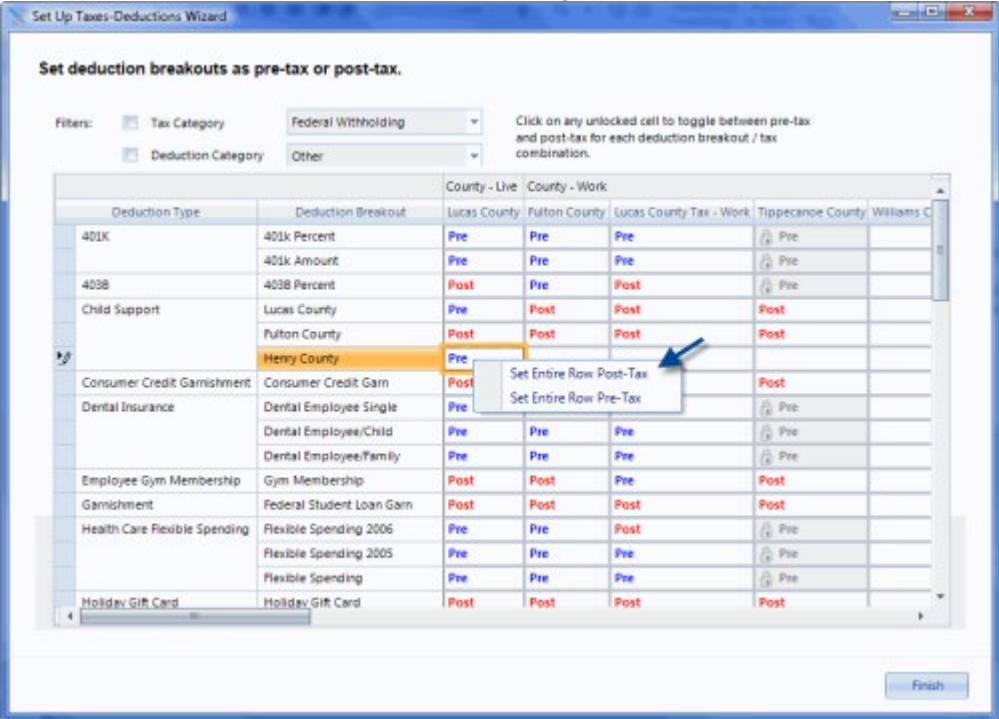 Set Up Taxes-Deductions Wizard
Set deduction breakouts as pre-tax or post-tax.
Filters: Tax Category Federal Withholding
Deduction Category Other
Click on any unlocked cell to toggle between pre-tax
and post-tax for each deduction breakout / tax
combination.
County - Live County - Work
Deduction Type Deduction Breakout Lucas County Fulton County Lucas County Tax - Work Tippecanoe County Williams C
401K 401k Percent Pre Pre Pre Pre
401k Amount Pre Pre Pre Pre
403B 403B Percent Post Pre Post Pre
Child Support Lucas County Pre Post Post Post
Fulton County Post Post Post Post
Henry County Pre
Set Entire Row Post-Tax
Consumer Credit Garnishment Consumer Credit Garn Post Post
Set Entire Row Pre-Tax
Dental Insurance Dental Employee Single Pre Pre
Dental Employee/Child Pre Pre Pre Pre
Dental Employee/Family Pre Pre Pre Pre
Employee Gym Membership Gym Membership Post Post Pre Post
Garnishment Federal Student Loan Garn Post Post Post Post
Health Care Flexible Spending Flexible Spending 2006 Pre Pre Post Pre
Flexible Spending 2005 Pre Pre Pre Pre
Flexible Spending Pre Pre Pre Pre
Holiday Gift Card Holiday Gift Card Post Post Post Post
Finish